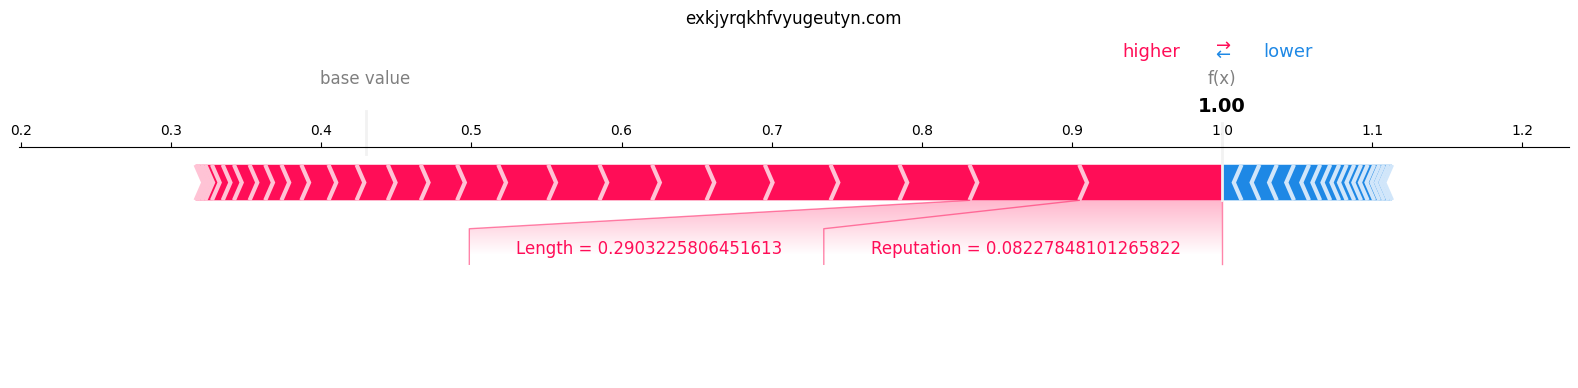 exkjyrqkhfvyugeutyn.com
higher ⇄ lower
base value f(x)
1.00
0.2 0.3 0.4 0.5 0.6 0.7 0.8 0.9 1.0 1.1 1.2
Length = 0.2903225806451613 Reputation = 0.08227848101265822